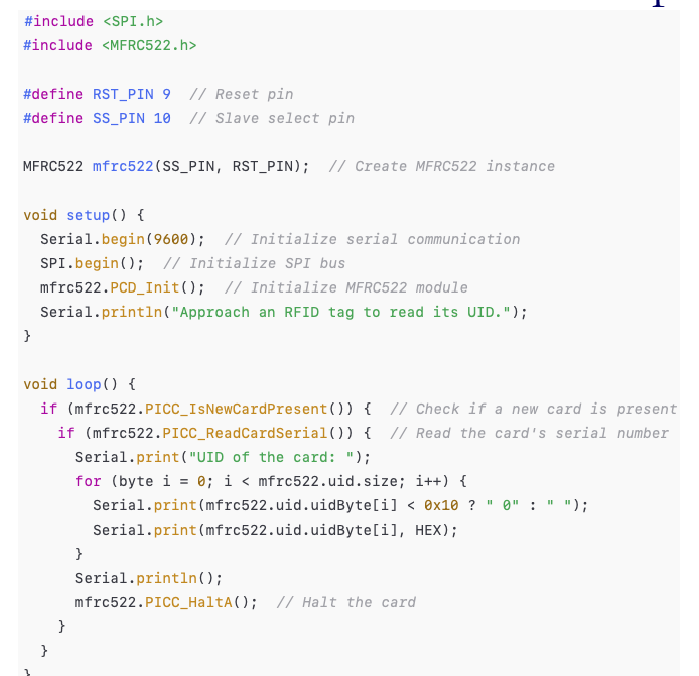 #include <SPI.h>
#include <MFRC522.h>

#define RST_PIN 9  // Reset pin
#define SS_PIN 10  // Slave select pin

MFRC522 mfrc522(SS_PIN, RST_PIN);  // Create MFRC522 instance

void setup() {
  Serial.begin(9600);  // Initialize serial communication
  SPI.begin();  // Initialize SPI bus
  mfrc522.PCD_Init();  // Initialize MFRC522 module
  Serial.println("Approach an RFID tag to read its UID.");
}

void loop() {
  if (mfrc522.PICC_IsNewCardPresent()) {  // Check if a new card is present
    if (mfrc522.PICC_ReadCardSerial()) {  // Read the card's serial number
      Serial.print("UID of the card: ");
      for (byte i = 0; i < mfrc522.uid.size; i++) {
        Serial.print(mfrc522.uid.uidByte[i] < 0x10 ? " 0" : " ");
        Serial.print(mfrc522.uid.uidByte[i], HEX);
      }
      Serial.println();
      mfrc522.PICC_HaltA();  // Halt the card
    }
  }
}